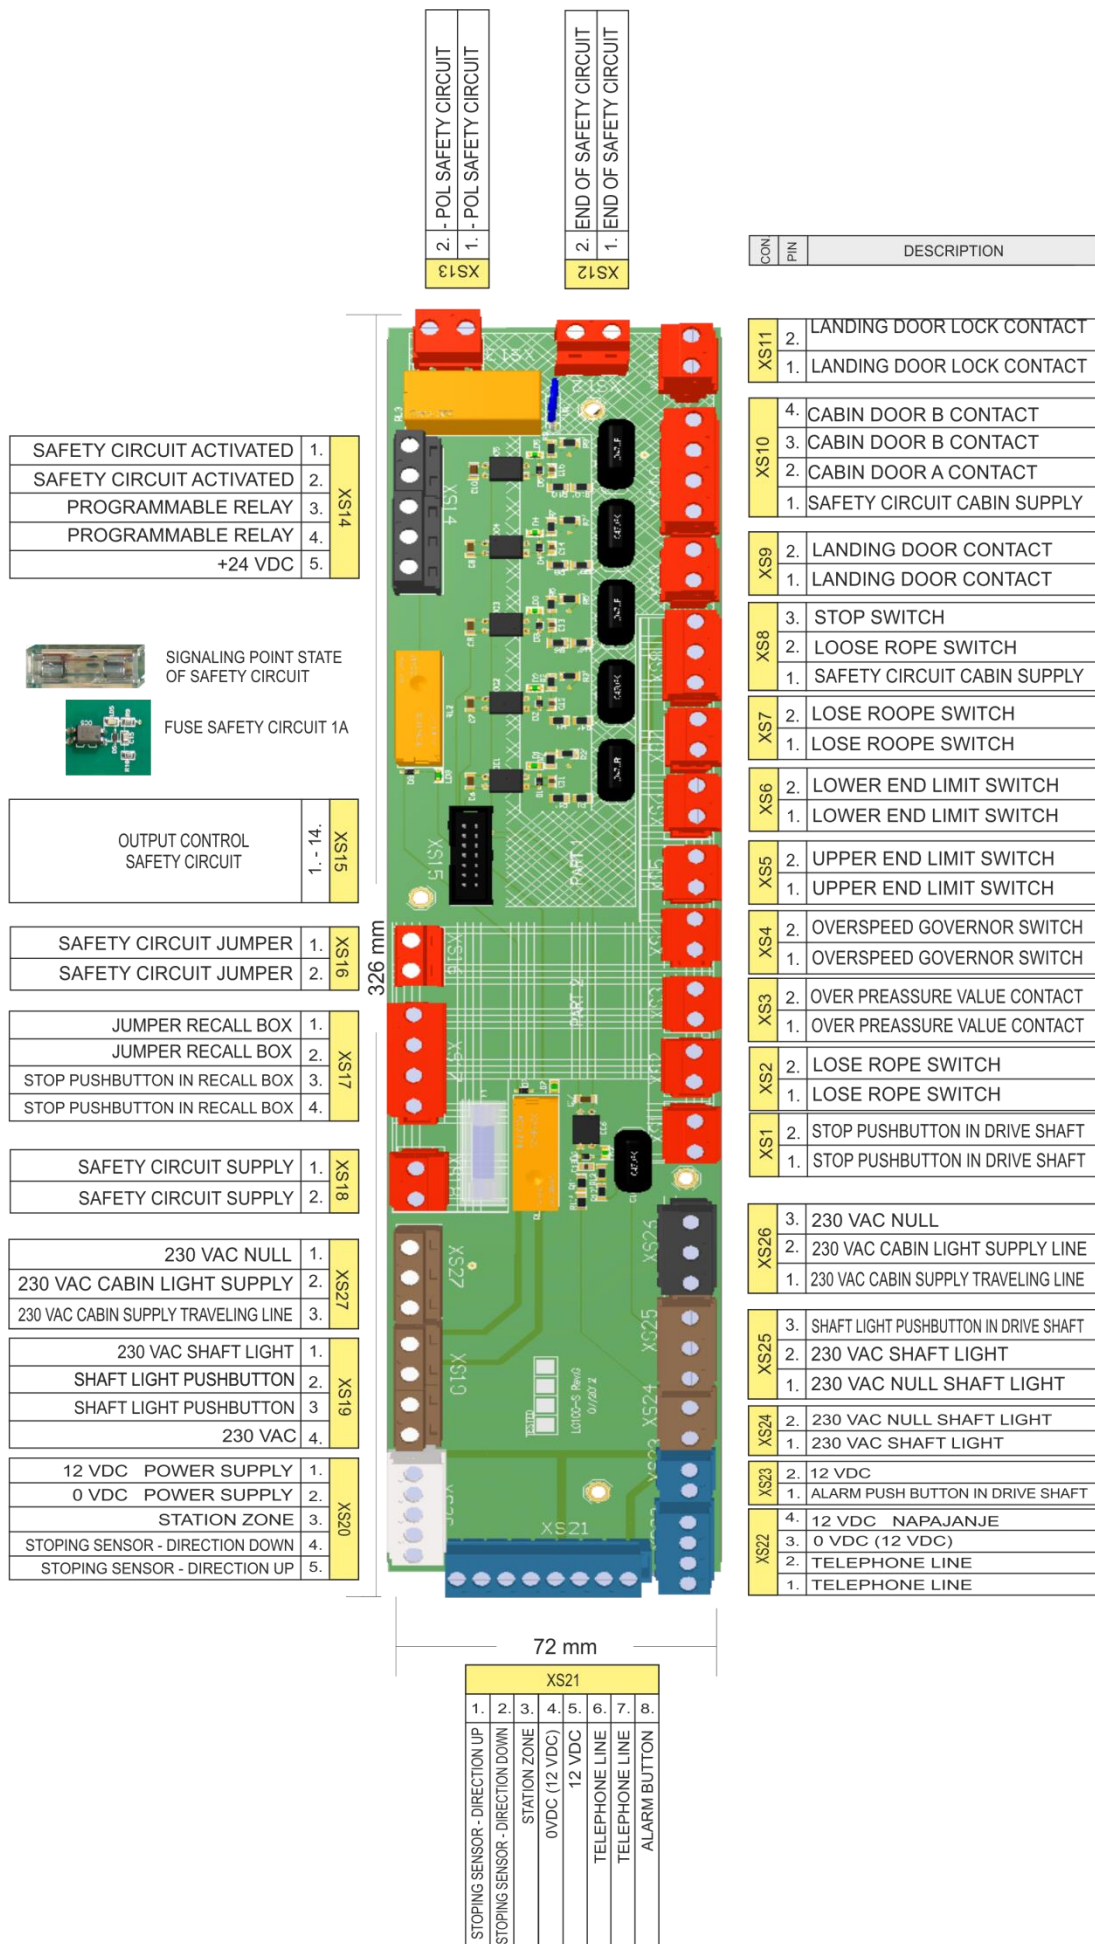 2. - POL SAFETY CIRCUIT
1. - POL SAFETY CIRCUIT
XS13
2. END OF SAFETY CIRCUIT
1. END OF SAFETY CIRCUIT
XS12
CON. PIN DESCRIPTION
XS11
2. LANDING DOOR LOCK CONTACT
1. LANDING DOOR LOCK CONTACT
XS10
4. CABIN DOOR B CONTACT
3. CABIN DOOR B CONTACT
2. CABIN DOOR A CONTACT
1. SAFETY CIRCUIT CABIN SUPPLY
XS9
2. LANDING DOOR CONTACT
1. LANDING DOOR CONTACT
XS8
3. STOP SWITCH
2. LOOSE ROPE SWITCH
1. SAFETY CIRCUIT CABIN SUPPLY
XS7
2. LOSE ROOPE SWITCH
1. LOSE ROOPE SWITCH
XS6
2. LOWER END LIMIT SWITCH
1. LOWER END LIMIT SWITCH
XS5
2. UPPER END LIMIT SWITCH
1. UPPER END LIMIT SWITCH
XS4
2. OVERSPEED GOVERNOR SWITCH
1. OVERSPEED GOVERNOR SWITCH
XS3
2. OVER PREASSURE VALUE CONTACT
1. OVER PREASSURE VALUE CONTACT
XS2
2. LOSE ROPE SWITCH
1. LOSE ROPE SWITCH
XS1
2. STOP PUSHBUTTON IN DRIVE SHAFT
1. STOP PUSHBUTTON IN DRIVE SHAFT
XS26
3. 230 VAC NULL
2. 230 VAC CABIN LIGHT SUPPLY LINE
1. 230 VAC CABIN SUPPLY TRAVELING LINE
XS25
3. SHAFT LIGHT PUSHBUTTON IN DRIVE SHAFT
2. 230 VAC SHAFT LIGHT
1. 230 VAC NULL SHAFT LIGHT
XS24
2. 230 VAC NULL SHAFT LIGHT
1. 230 VAC SHAFT LIGHT
XS23
2. 12 VDC
1. ALARM PUSH BUTTON IN DRIVE SHAFT
XS22
4. 12 VDC NAPAJANJE
3. 0 VDC (12 VDC)
2. TELEPHONE LINE
1. TELEPHONE LINE
SAFETY CIRCUIT ACTIVATED 1.
SAFETY CIRCUIT ACTIVATED 2.
PROGRAMMABLE RELAY 3.
PROGRAMMABLE RELAY 4.
+24 VDC 5.
XS14
SIGNALING POINT STATE
OF SAFETY CIRCUIT
FUSE SAFETY CIRCUIT 1A
OUTPUT CONTROL
SAFETY CIRCUIT
1. - 14.
XS15
SAFETY CIRCUIT JUMPER 1.
SAFETY CIRCUIT JUMPER 2.
XS16
JUMPER RECALL BOX 1.
JUMPER RECALL BOX 2.
STOP PUSHBUTTON IN RECALL BOX 3.
STOP PUSHBUTTON IN RECALL BOX 4.
XS17
SAFETY CIRCUIT SUPPLY 1.
SAFETY CIRCUIT SUPPLY 2.
XS18
230 VAC NULL 1.
230 VAC CABIN LIGHT SUPPLY 2.
230 VAC CABIN SUPPLY TRAVELING LINE 3.
XS27
230 VAC SHAFT LIGHT 1.
SHAFT LIGHT PUSHBUTTON 2.
SHAFT LIGHT PUSHBUTTON 3
230 VAC 4.
XS19
12 VDC POWER SUPPLY 1.
0 VDC POWER SUPPLY 2.
STATION ZONE 3.
STOPING SENSOR - DIRECTION DOWN 4.
STOPING SENSOR - DIRECTION UP 5.
XS20
326 mm
XS14
RL3
RL2
XS15
PART 1
XS16
PART 2
XS27
XS26
XS19
XS25
XS24
XS21
72 mm
XS21
1. STOPING SENSOR - DIRECTION UP
2. STOPING SENSOR - DIRECTION DOWN
3. STATION ZONE
4. 0VDC (12 VDC)
5. 12 VDC
6. TELEPHONE LINE
7. TELEPHONE LINE
8. ALARM BUTTON